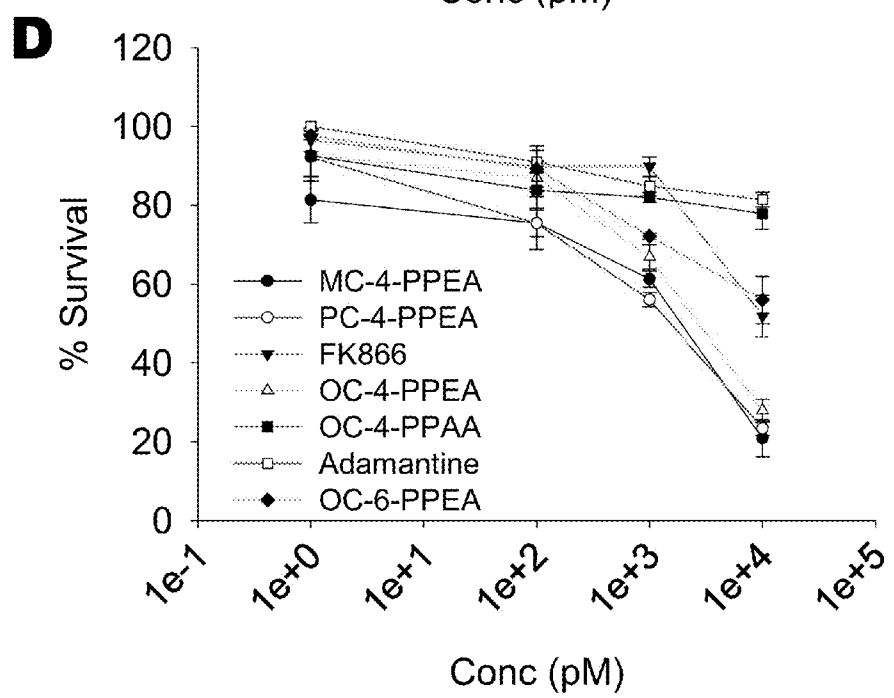 Conc (pM)
D
120
100
80
60
40
20
0
% Survival
MC-4-PPEA
PC-4-PPEA
FK866
OC-4-PPEA
OC-4-PPAA
Adamantine
OC-6-PPEA
1e-1
1e+0
1e+1
1e+2
1e+3
1e+4
1e+5
Conc (pM)